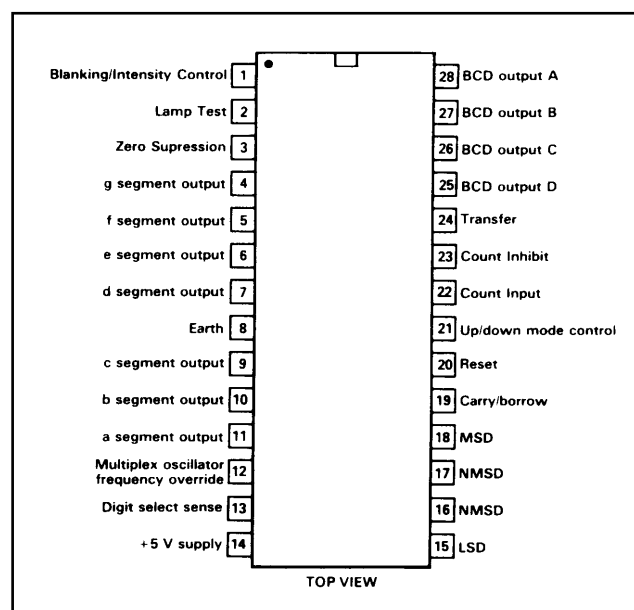 Blanking/Intensity Control 1
Lamp Test 2
Zero Supression 3
g segment output 4
f segment output 5
e segment output 6
d segment output 7
Earth 8
c segment output 9
b segment output 10
a segment output 11
Multiplex oscillator
frequency override 12
Digit select sense 13
+5 V supply 14
28 BCD output A
27 BCD output B
26 BCD output C
25 BCD output D
24 Transfer
23 Count Inhibit
22 Count Input
21 Up/down mode control
20 Reset
19 Carry/borrow
18 MSD
17 NMSD
16 NMSD
15 LSD
TOP VIEW